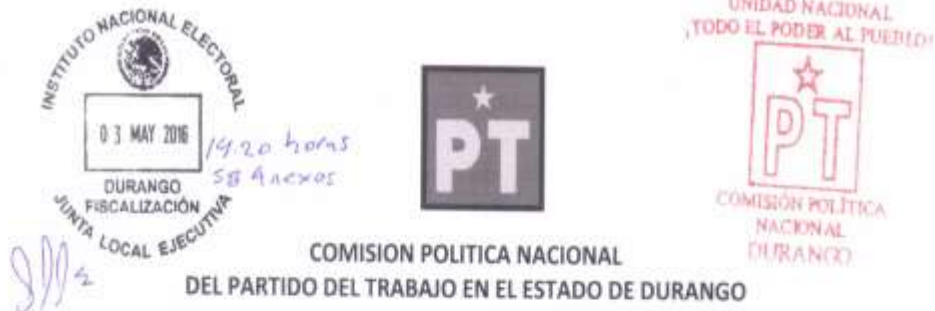 INSTITUTO NACIONAL ELECTORAL
03 MAY 2016
DURANGO
FISCALIZACIÓN
JUNTA LOCAL EJECUTIVA
19:20 horas
58 Anexos
PT
UNIDAD NACIONAL
¡TODO EL PODER AL PUEBLO!
PT
COMISIÓN POLÍTICA
NACIONAL
DURANGO
COMISION POLITICA NACIONAL
DEL PARTIDO DEL TRABAJO EN EL ESTADO DE DURANGO